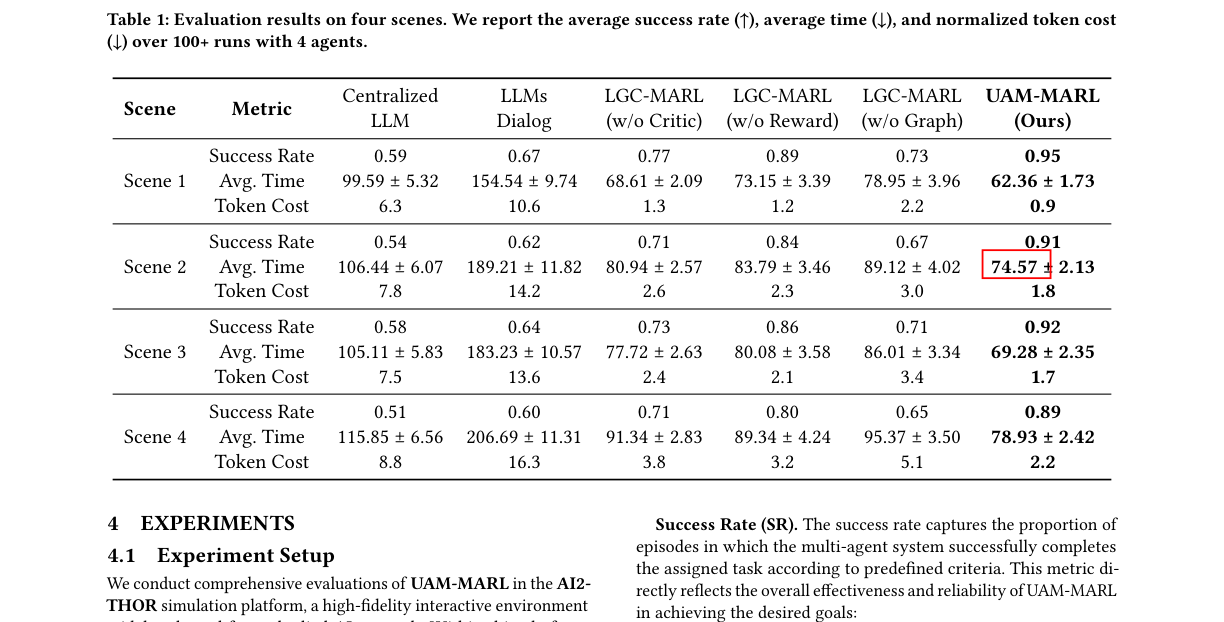 Table 1: Evaluation results on four scenes. We report the average success rate (↑), average time (↓), and normalized token cost
(↓) over 100+ runs with 4 agents.
Scene Metric Centralized LLM LLMs Dialog LGC-MARL (w/o Critic) LGC-MARL (w/o Reward) LGC-MARL (w/o Graph) UAM-MARL (Ours)
Success Rate 0.59 0.67 0.77 0.89 0.73 0.95
Scene 1 Avg. Time 99.59 ± 5.32 154.54 ± 9.74 68.61 ± 2.09 73.15 ± 3.39 78.95 ± 3.96 62.36 ± 1.73
Token Cost 6.3 10.6 1.3 1.2 2.2 0.9
Success Rate 0.54 0.62 0.71 0.84 0.67 0.91
Scene 2 Avg. Time 106.44 ± 6.07 189.21 ± 11.82 80.94 ± 2.57 83.79 ± 3.46 89.12 ± 4.02 74.57 ± 2.13
Token Cost 7.8 14.2 2.6 2.3 3.0 1.8
Success Rate 0.58 0.64 0.73 0.86 0.71 0.92
Scene 3 Avg. Time 105.11 ± 5.83 183.23 ± 10.57 77.72 ± 2.63 80.08 ± 3.58 86.01 ± 3.34 69.28 ± 2.35
Token Cost 7.5 13.6 2.4 2.1 3.4 1.7
Success Rate 0.51 0.60 0.71 0.80 0.65 0.89
Scene 4 Avg. Time 115.85 ± 6.56 206.69 ± 11.31 91.34 ± 2.83 89.34 ± 4.24 95.37 ± 3.50 78.93 ± 2.42
Token Cost 8.8 16.3 3.8 3.2 5.1 2.2
4 EXPERIMENTS
4.1 Experiment Setup
We conduct comprehensive evaluations of UAM-MARL in the AI2-
THOR simulation platform, a high-fidelity interactive environment
Success Rate (SR). The success rate captures the proportion of
episodes in which the multi-agent system successfully completes
the assigned task according to predefined criteria. This metric di-
rectly reflects the overall effectiveness and reliability of UAM-MARL
in achieving the desired goals: